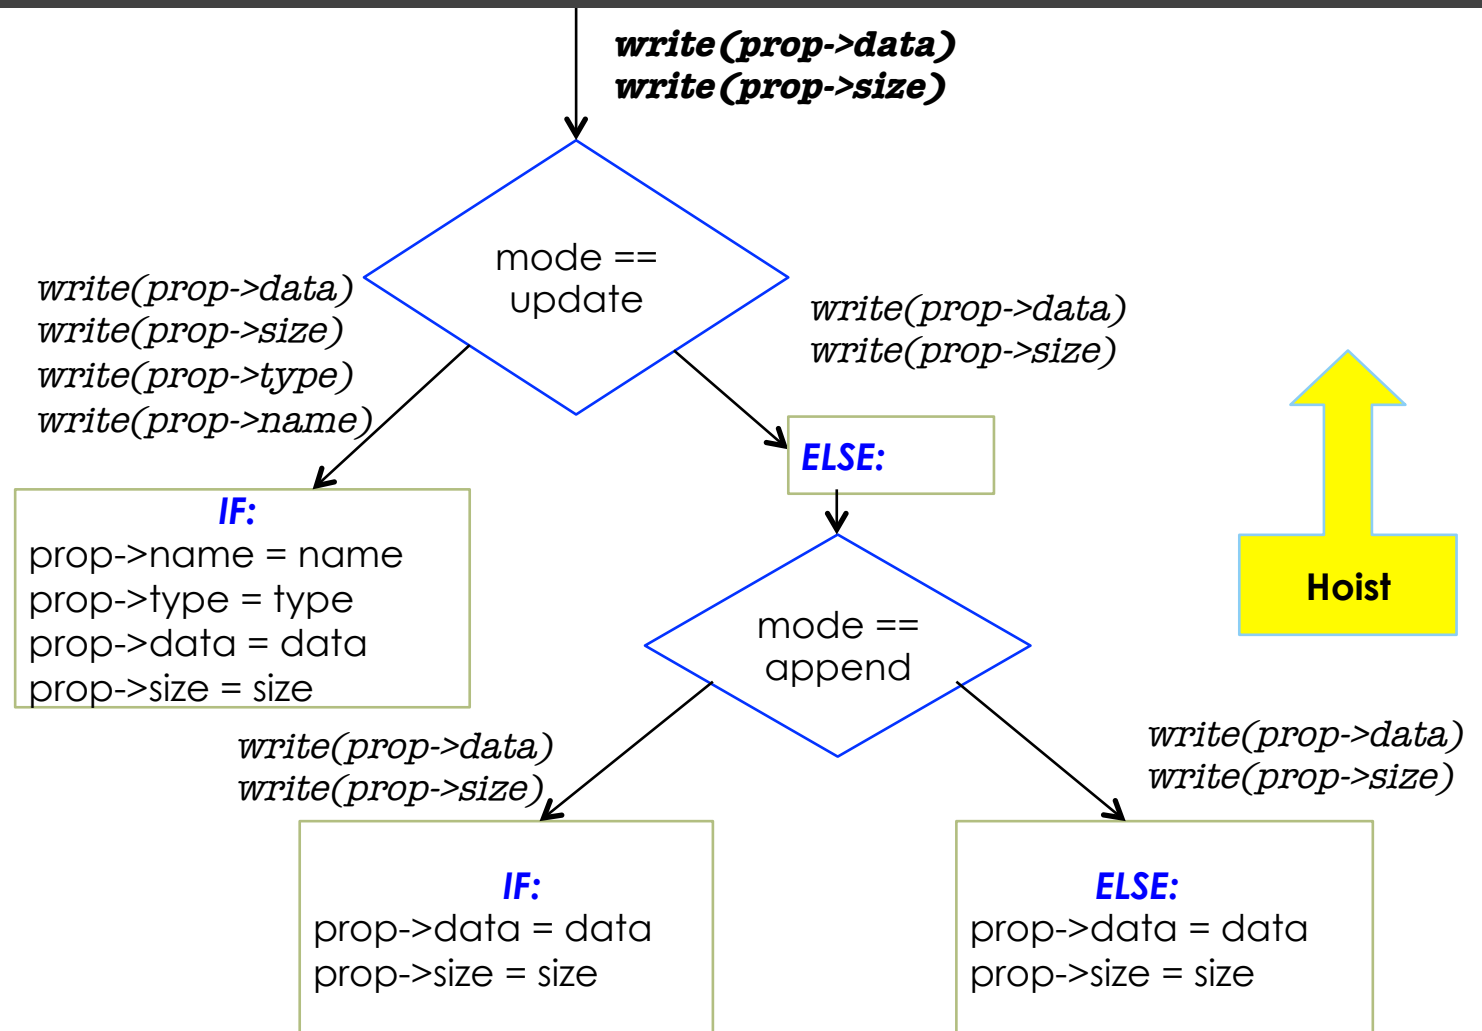 write(prop->data)
write(prop->size)
mode ==
update
write(prop->data)
write(prop->size)
write(prop->type)
write(prop->name)
write(prop->data)
write(prop->size)
ELSE:
IF:
prop->name = name
prop->type = type
prop->data = data
prop->size = size
Hoist
mode ==
append
write(prop->data)
write(prop->size)
write(prop->data)
write(prop->size)
IF:
prop->data = data
prop->size = size
ELSE:
prop->data = data
prop->size = size